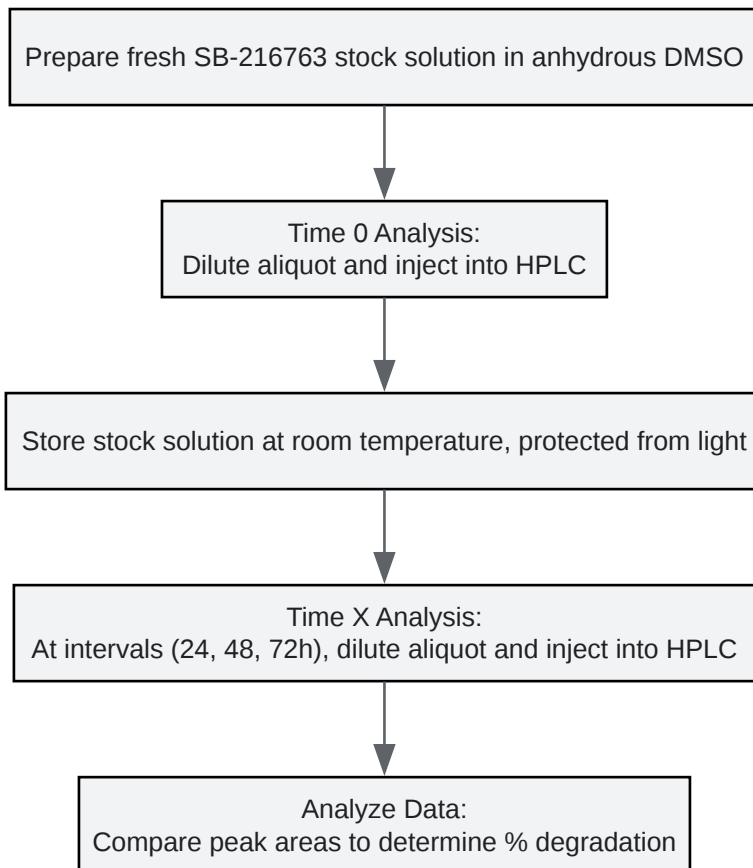 Prepare fresh SB-216763 stock solution in anhydrous DMSO
Time 0 Analysis:
Dilute aliquot and inject into HPLC
Store stock solution at room temperature, protected from light
Time X Analysis:
At intervals (24, 48, 72h), dilute aliquot and inject into HPLC
Analyze Data:
Compare peak areas to determine % degradation